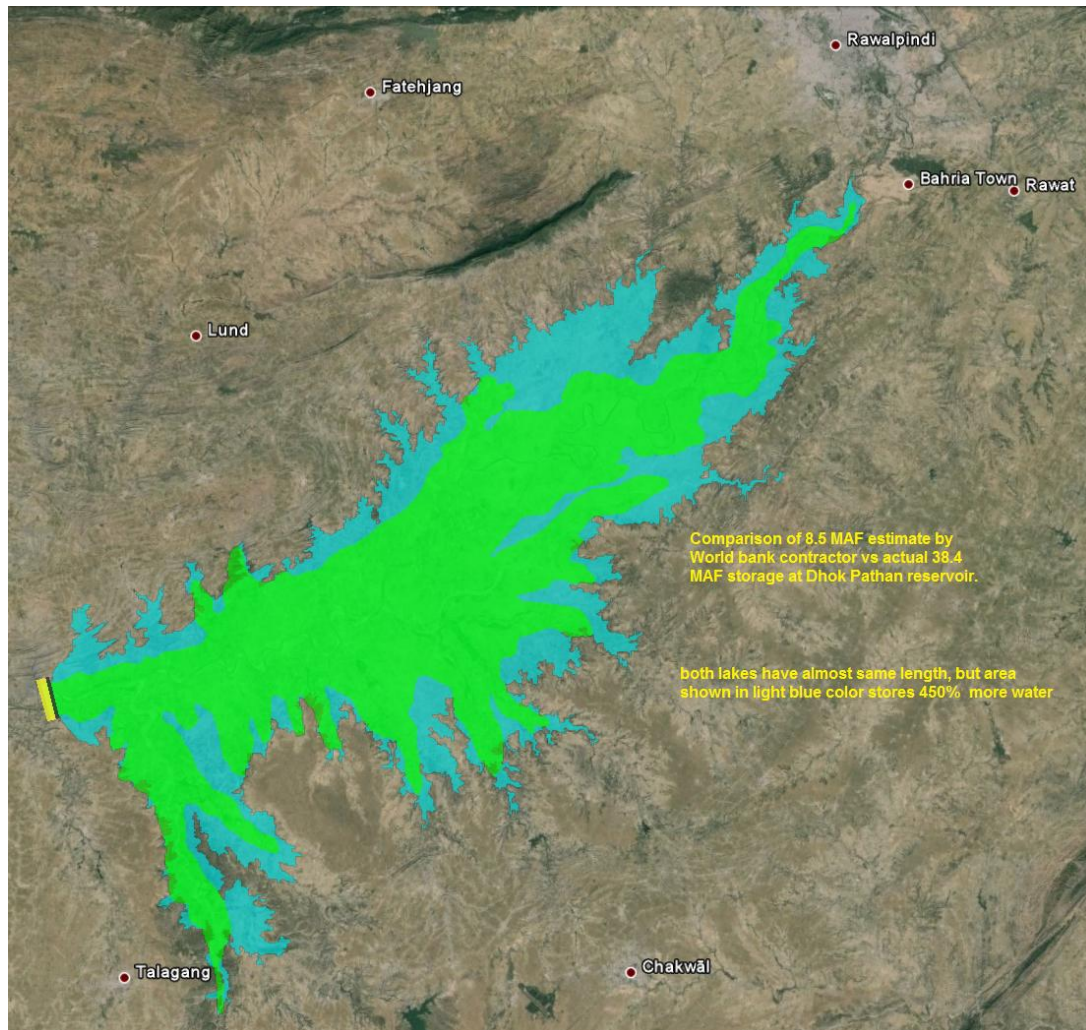 Rawalpindi
Fatehjang
Bahria Town
Rawat
Lund
Comparison of 8.5 MAF estimate by
World bank contractor vs actual 38.4
MAF storage at Dhok Pathan reservoir.
both lakes have almost same length, but area
shown in light blue color stores 450% more water
Talagang
Chakwāl